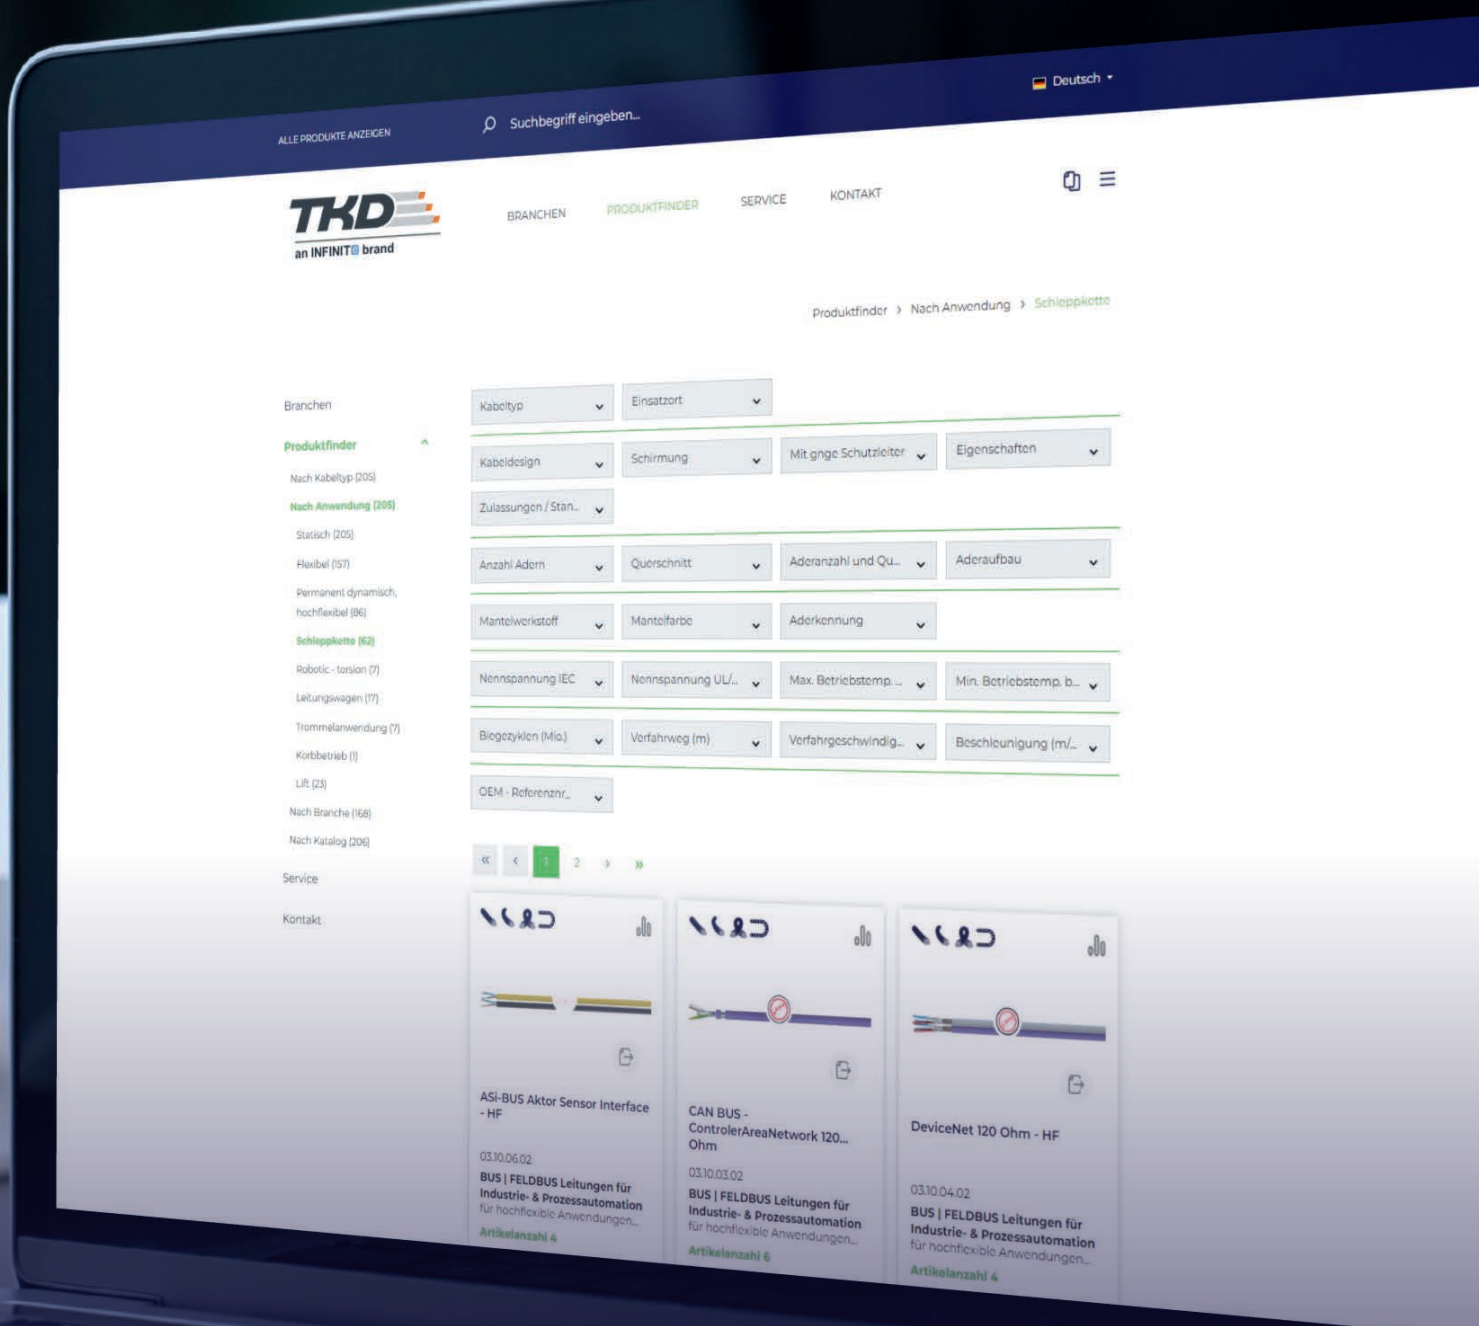 ALLE PRODUKTE ANZEIGEN
Suchbegriff eingeben...
Deutsch
TKD
an INFINITO brand
BRANCHEN
PRODUKTFINDER
SERVICE
KONTAKT
Produktfinder > Nach Anwendung > Schleppkette
Branchen
Produktfinder
Nach Kabeltyp (205)
Nach Anwendung (205)
Statisch (205)
Flexibel (157)
Permanent dynamisch,
hochflexibel (86)
Schleppkette (62)
Robotic - torsion (7)
Leitungswagen (17)
Trommelanwendung (7)
Korbbetrieb (1)
Lift (23)
Nach Branche (168)
Nach Katalog (206)
Service
Kontakt
Kabeltyp
Einsatzort
Kabeldesign
Schirmung
Mit gnge Schutzleiter
Eigenschaften
Zulassungen / Stan...
Anzahl Adern
Querschnitt
Aderanzahl und Qu...
Aderaufbau
Mantelwerkstoff
Mantelfarbe
Aderkennung
Nennspannung IEC
Nennspannung UL/...
Max. Betriebstemp. ...
Min. Betriebstemp. b...
Biegezyklen (Mio.)
Verfahrweg (m)
Verfahrgeschwindig...
Beschleunigung (m/...
OEM - Referenznr...
« ‹ 1 2 › »
ASi-BUS Aktor Sensor Interface
- HF
03.10.06.02
BUS | FELDBUS Leitungen für
Industrie- & Prozessautomation
für hochflexible Anwendungen...
Artikelanzahl 4
CAN BUS -
ControlerAreaNetwork 120...
Ohm
03.10.03.02
BUS | FELDBUS Leitungen für
Industrie- & Prozessautomation
für hochflexible Anwendungen...
Artikelanzahl 6
DeviceNet 120 Ohm - HF
03.10.04.02
BUS | FELDBUS Leitungen für
Industrie- & Prozessautomation
für hochflexible Anwendungen...
Artikelanzahl 4